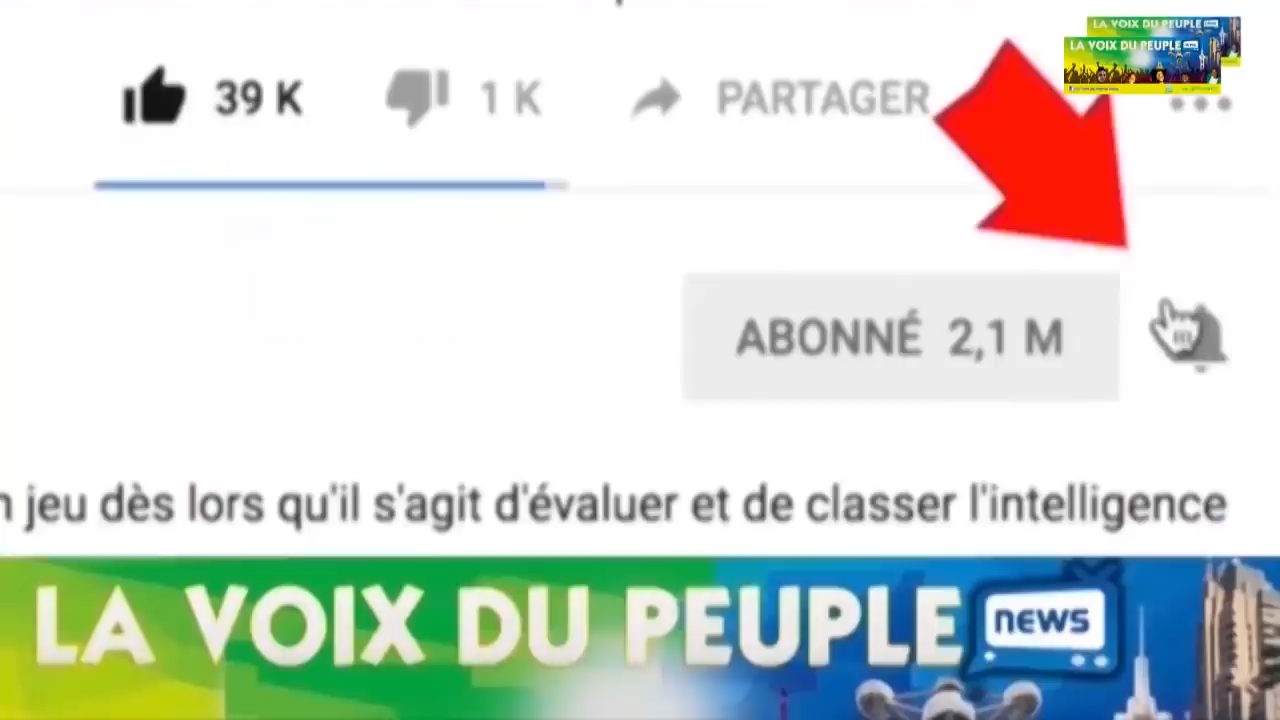 LA VOIX DU PEUPLE
LA VOIX DU PEUPLE
39 K 1 K PARTAGER
ABONNÉ 2,1 M
n jeu dès lors qu'il s'agit d'évaluer et de classer l'intelligence
LA VOIX DU PEUPLE NEWS